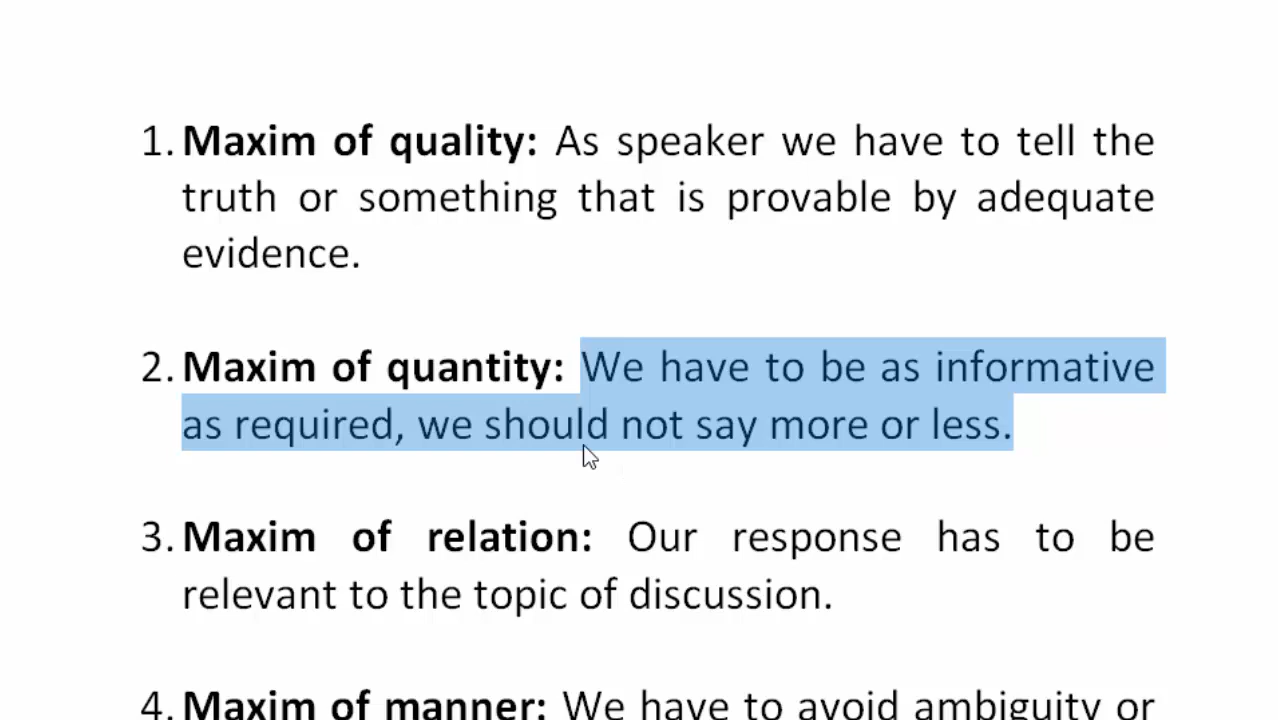 1. Maxim of quality: As speaker we have to tell the
truth or something that is provable by adequate
evidence.
2. Maxim of quantity: We have to be as informative
as required, we should not say more or less.
3. Maxim of relation: Our response has to be
relevant to the topic of discussion.
4. Maxim of manner: We have to avoid ambiguity or